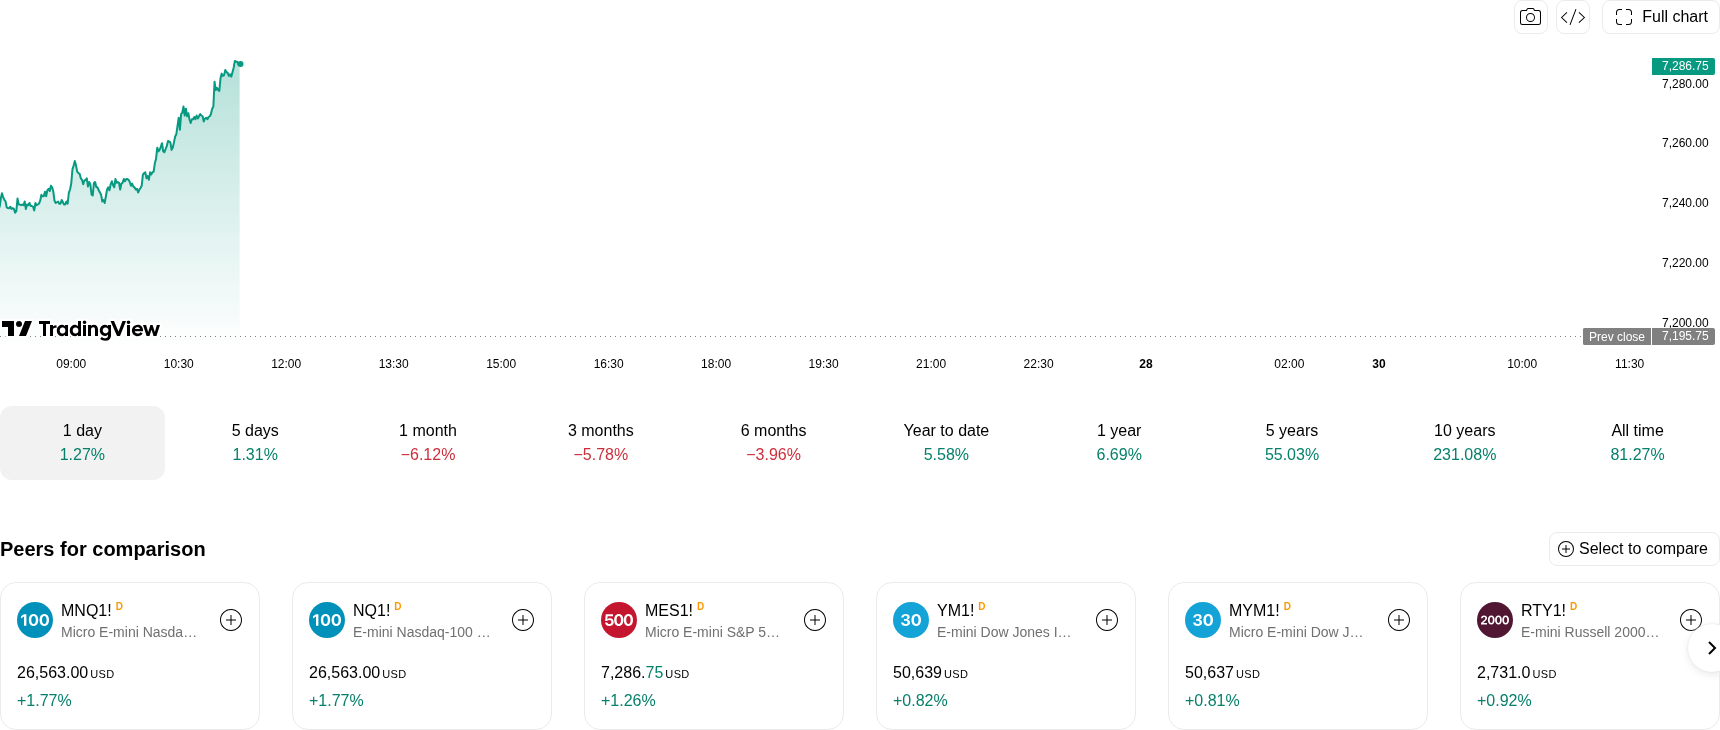 Full chart
7,286.75
7,280.00
7,260.00
7,240.00
7,220.00
7,200.00
Prev close 7,195.75
TradingView
09:00 10:30 12:00 13:30 15:00 16:30 18:00 19:30 21:00 22:30 28 02:00 30 10:00 11:30
1 day 5 days 1 month 3 months 6 months Year to date 1 year 5 years 10 years All time
1.27% 1.31% −6.12% −5.78% −3.96% 5.58% 6.69% 55.03% 231.08% 81.27%
Peers for comparison
Select to compare
100 MNQ1! D
Micro E-mini Nasda…
26,563.00 USD
+1.77%
100 NQ1! D
E-mini Nasdaq-100 …
26,563.00 USD
+1.77%
500 MES1! D
Micro E-mini S&P 5…
7,286.75 USD
+1.26%
30 YM1! D
E-mini Dow Jones I…
50,639 USD
+0.82%
30 MYM1! D
Micro E-mini Dow J…
50,637 USD
+0.81%
2000 RTY1! D
E-mini Russell 2000…
2,731.0 USD
+0.92%